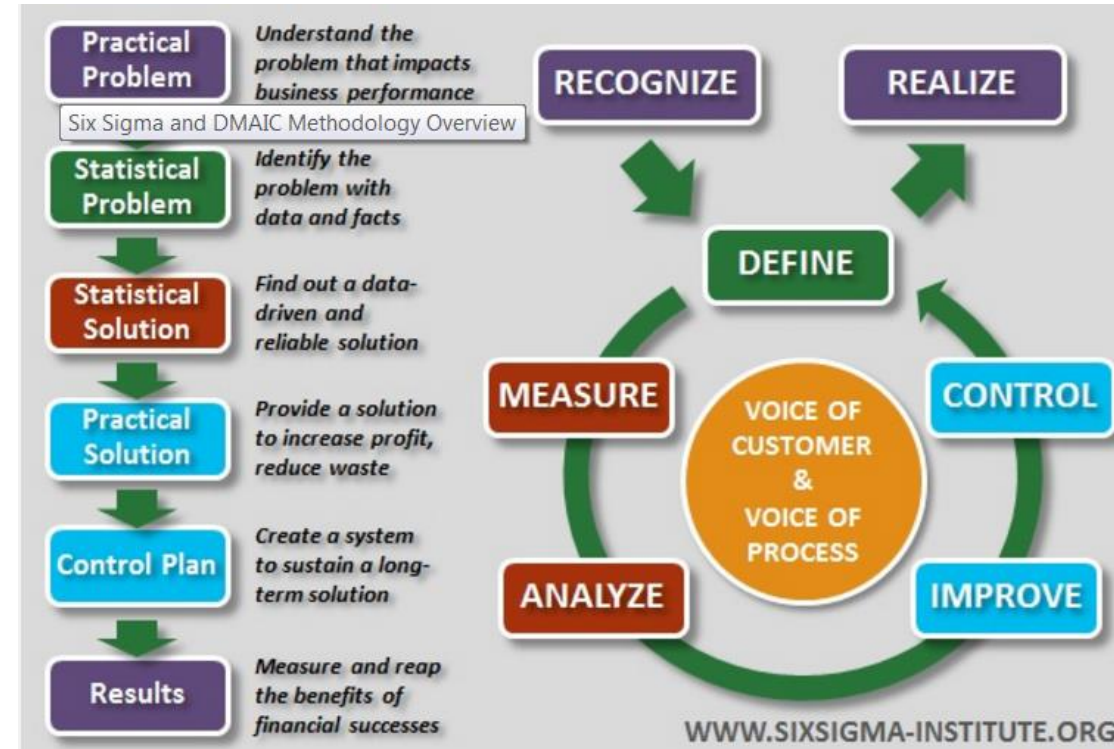 Practical
Problem
Understand the
problem that impacts
business performance
Six Sigma and DMAIC Methodology Overview
Statistical
Problem
Identify the
problem with
data and facts
Statistical
Solution
Find out a data-
driven and
reliable solution
Practical
Solution
Provide a solution
to increase profit,
reduce waste
Control Plan
Create a system
to sustain a long-
term solution
Results
Measure and reap
the benefits of
financial successes
RECOGNIZE
REALIZE
DEFINE
MEASURE
CONTROL
VOICE OF
CUSTOMER
&
VOICE OF
PROCESS
ANALYZE
IMPROVE
WWW.SIXSIGMA-INSTITUTE.ORG